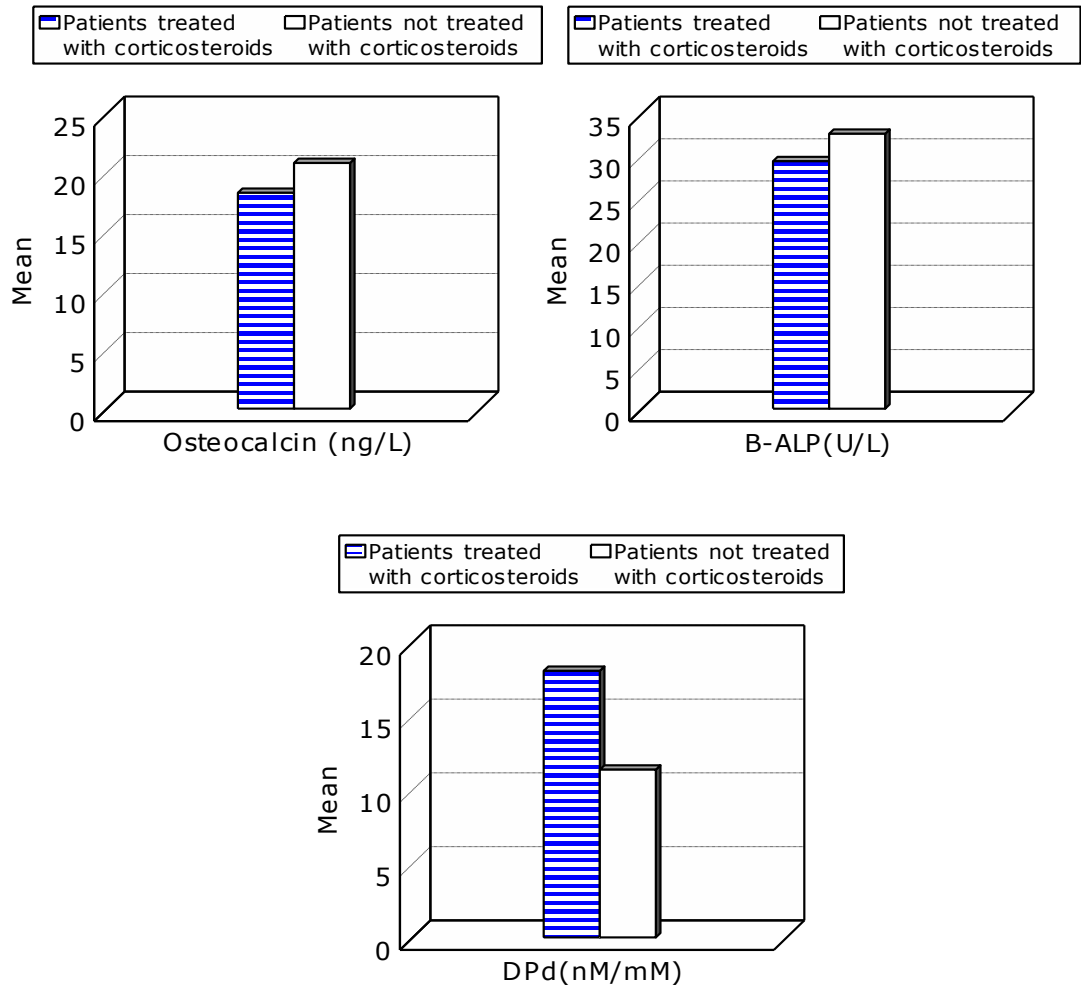 Patients treated with corticosteroids
Patients not treated with corticosteroids
25
20
15
10
5
0
Mean
Osteocalcin (ng/L)
Patients treated with corticosteroids
Patients not treated with corticosteroids
35
30
25
20
15
10
5
0
Mean
B-ALP(U/L)
Patients treated with corticosteroids
Patients not treated with corticosteroids
20
15
10
5
0
Mean
DPd(nM/mM)